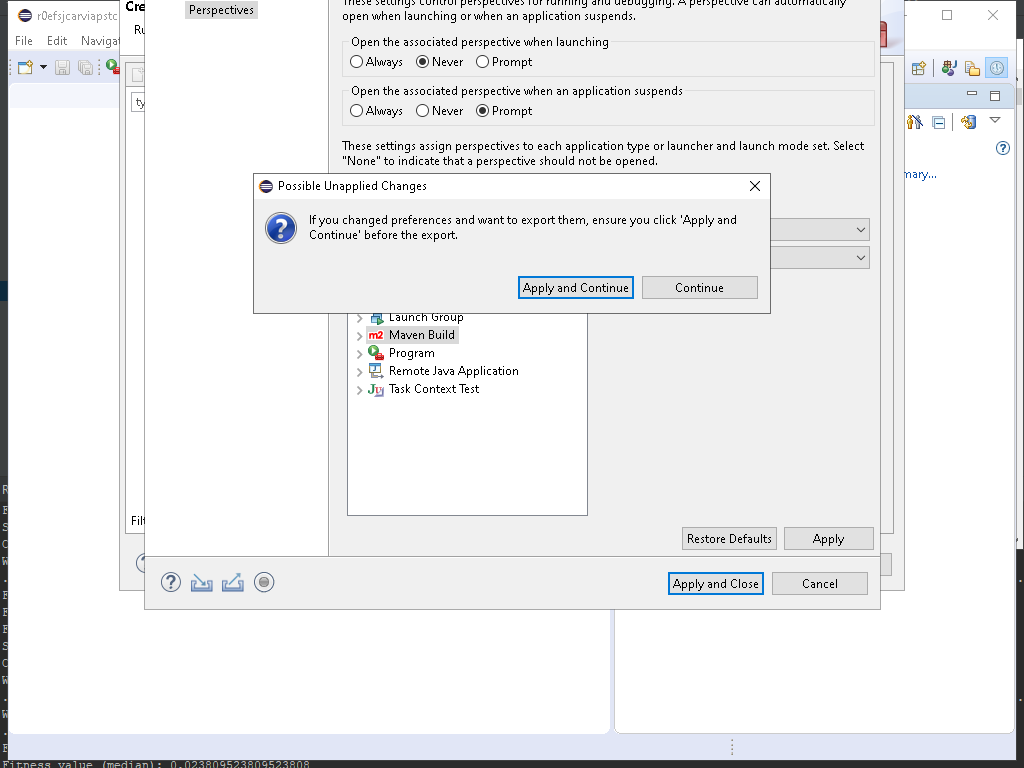 r0efsjcarviapstc
Cre
Perspectives
These settings control perspectives for running and debugging. A perspective can automatically
open when launching or when an application suspends.
File Edit Navigat
Ru
Open the associated perspective when launching
Always Never Prompt
Open the associated perspective when an application suspends
ty
Always Never Prompt
These settings assign perspectives to each application type or launcher and launch mode set. Select
"None" to indicate that a perspective should not be opened.
mary...
Possible Unapplied Changes
If you changed preferences and want to export them, ensure you click 'Apply and
Continue' before the export.
Apply and Continue Continue
Launch Group
m2 Maven Build
Program
Remote Java Application
Ju Task Context Test
Filt
Restore Defaults Apply
Apply and Close Cancel
Fitness value (median): 0.023809523809523808